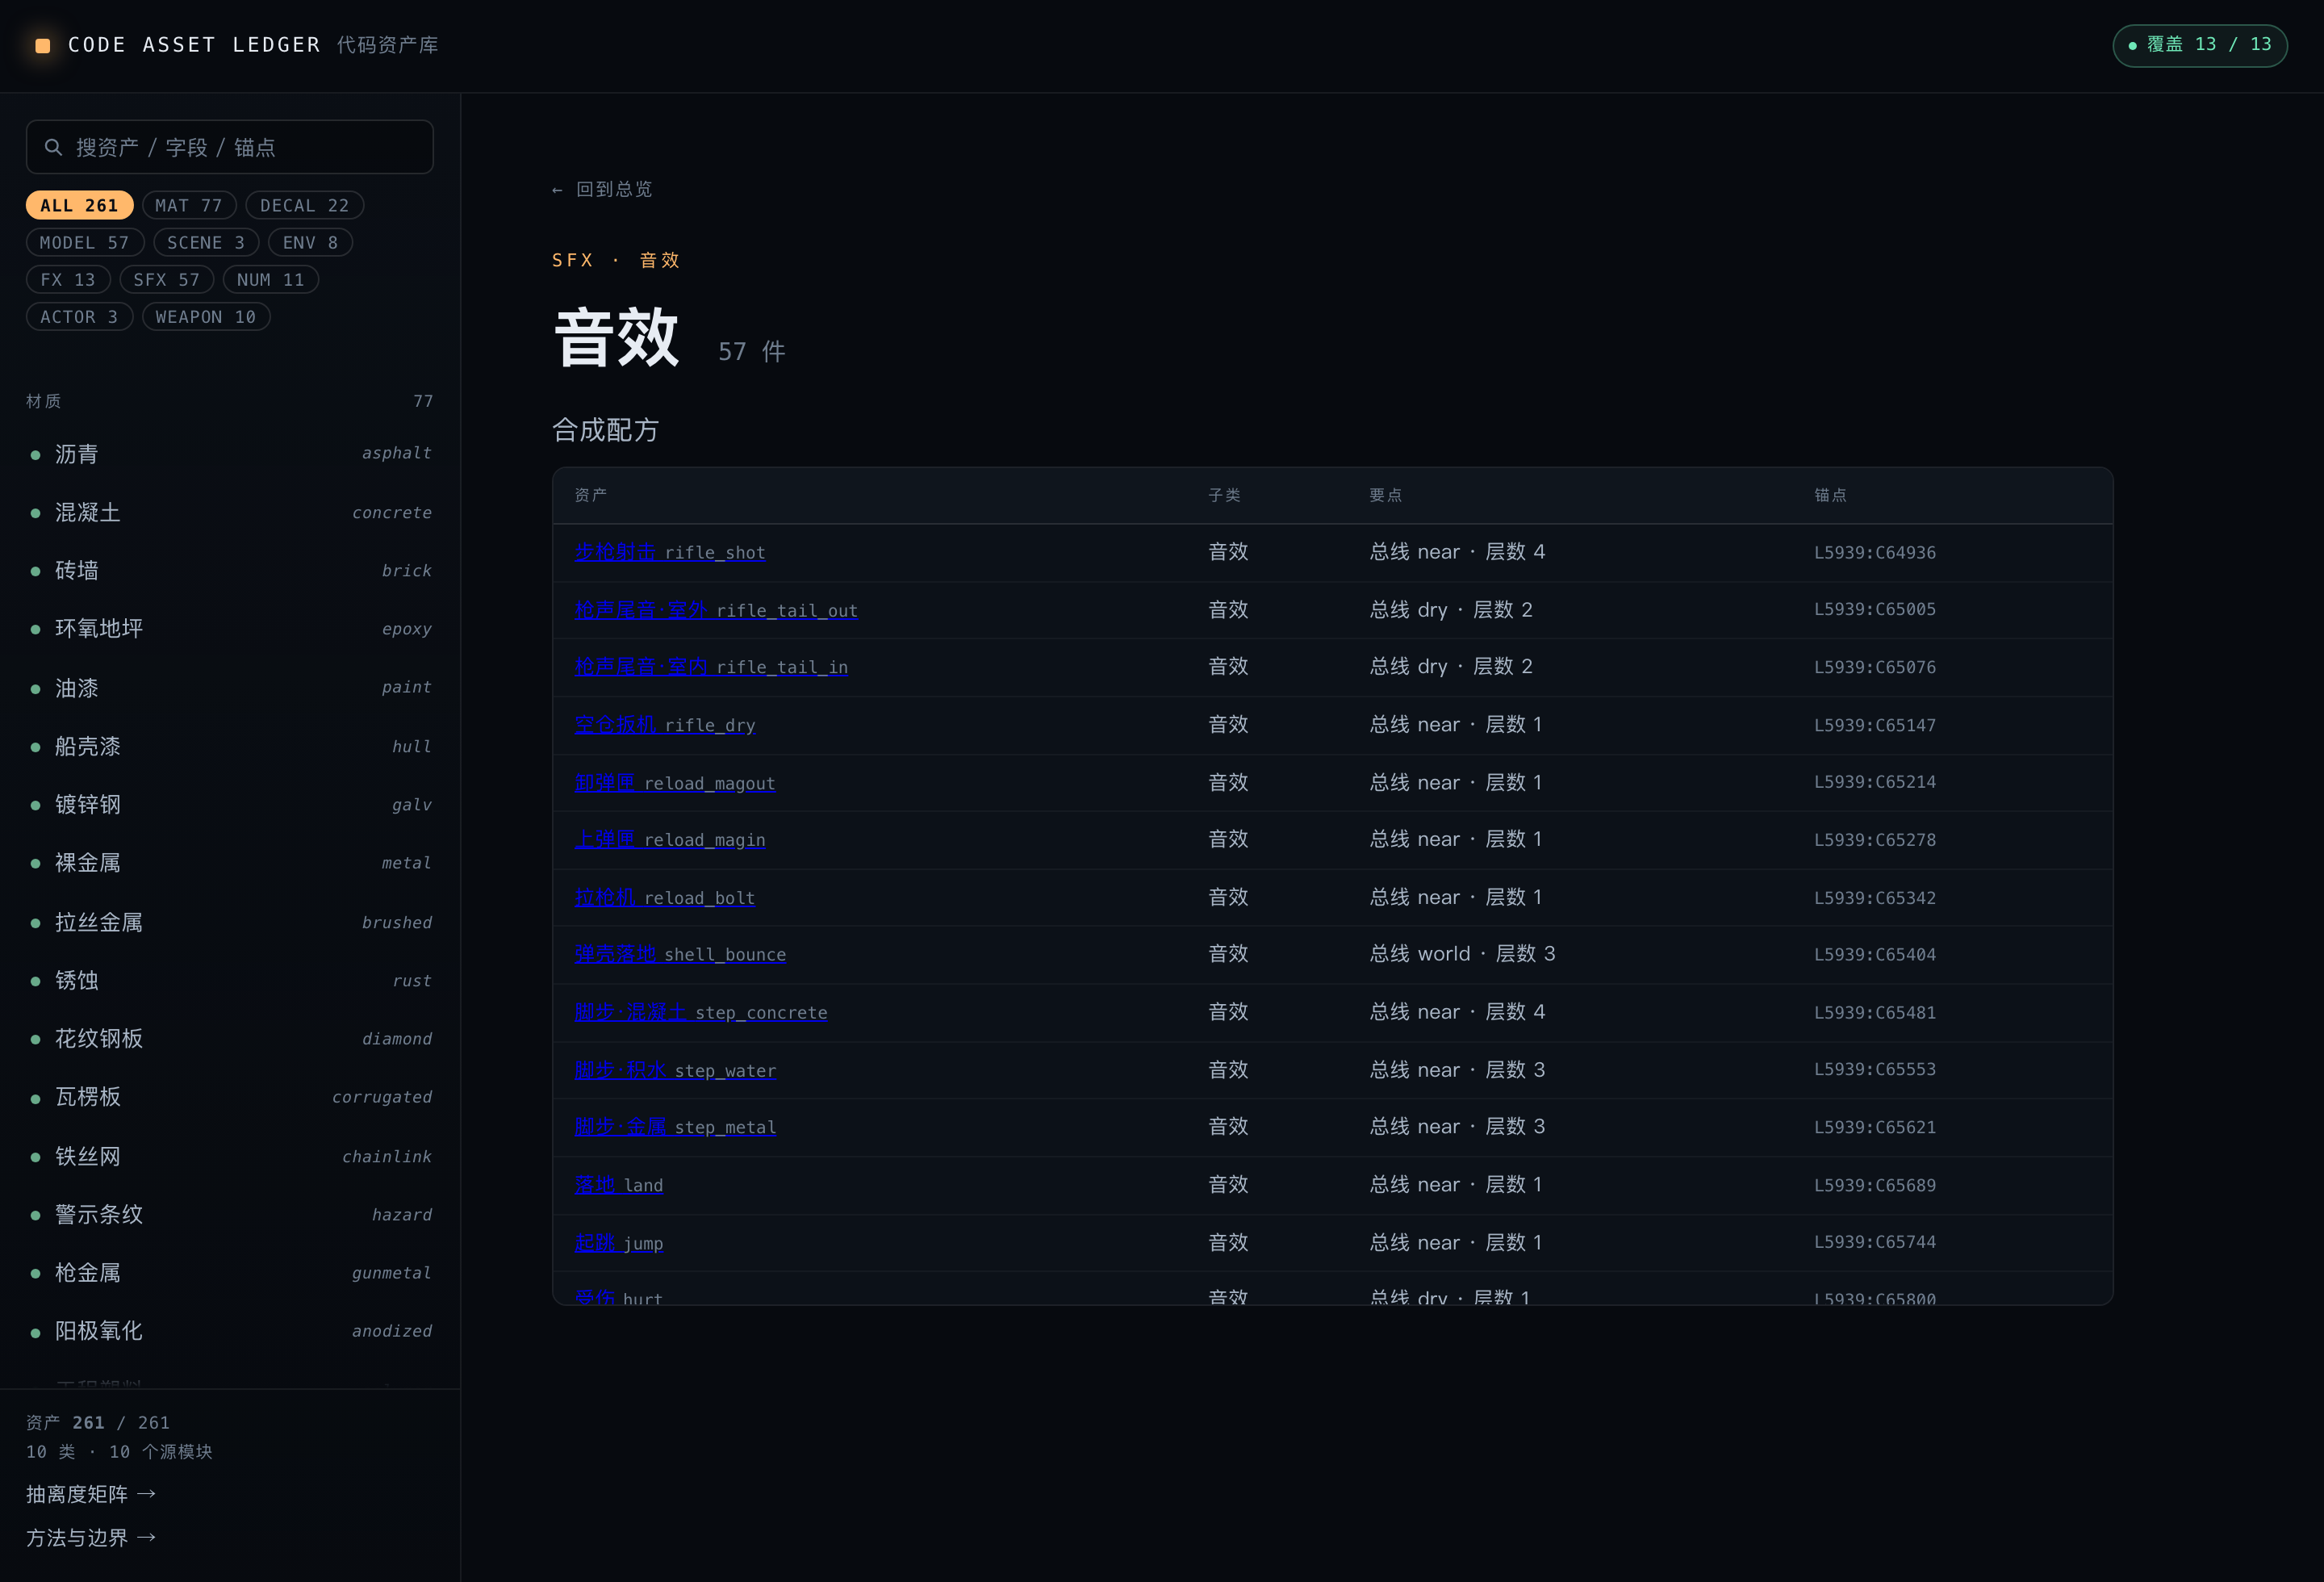 CODE ASSET LEDGER 代码资产库
覆盖 13 / 13
搜资产 / 字段 / 锚点
ALL 261 MAT 77 DECAL 22
MODEL 57 SCENE 3 ENV 8
FX 13 SFX 57 NUM 11
ACTOR 3 WEAPON 10
材质 77
沥青 asphalt
混凝土 concrete
砖墙 brick
环氧地坪 epoxy
油漆 paint
船壳漆 hull
镀锌钢 galv
裸金属 metal
拉丝金属 brushed
锈蚀 rust
花纹钢板 diamond
瓦楞板 corrugated
铁丝网 chainlink
警示条纹 hazard
枪金属 gunmetal
阳极氧化 anodized
资产 261 / 261
10 类 · 10 个源模块
抽离度矩阵 →
方法与边界 →
← 回到总览
SFX · 音效
音效 57 件
合成配方
资产 子类 要点 锚点
步枪射击 rifle_shot 音效 总线 near · 层数 4 L5939:C64936
枪声尾音·室外 rifle_tail_out 音效 总线 dry · 层数 2 L5939:C65005
枪声尾音·室内 rifle_tail_in 音效 总线 dry · 层数 2 L5939:C65076
空仓扳机 rifle_dry 音效 总线 near · 层数 1 L5939:C65147
卸弹匣 reload_magout 音效 总线 near · 层数 1 L5939:C65214
上弹匣 reload_magin 音效 总线 near · 层数 1 L5939:C65278
拉枪机 reload_bolt 音效 总线 near · 层数 1 L5939:C65342
弹壳落地 shell_bounce 音效 总线 world · 层数 3 L5939:C65404
脚步·混凝土 step_concrete 音效 总线 near · 层数 4 L5939:C65481
脚步·积水 step_water 音效 总线 near · 层数 3 L5939:C65553
脚步·金属 step_metal 音效 总线 near · 层数 3 L5939:C65621
落地 land 音效 总线 near · 层数 1 L5939:C65689
起跳 jump 音效 总线 near · 层数 1 L5939:C65744
受伤 hurt 音效 总线 dry · 层数 1 L5939:C65800